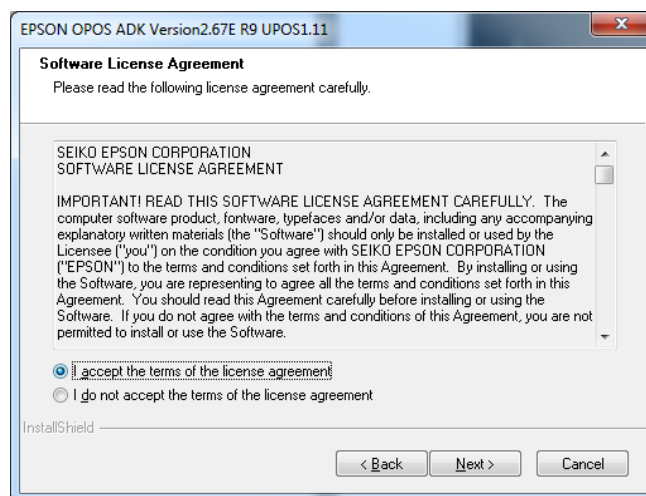 EPSON OPOS ADK Version2.67E R9 UPOS1.11
Software License Agreement
Please read the following license agreement carefully.
SEIKO EPSON CORPORATION
SOFTWARE LICENSE AGREEMENT
IMPORTANT! READ THIS SOFTWARE LICENSE AGREEMENT CAREFULLY. The
computer software product, fontware, typefaces and/or data, including any accompanying
explanatory written materials (the "Software") should only be installed or used by the
Licensee ("you") on the condition you agree with SEIKO EPSON CORPORATION
("EPSON") to the terms and conditions set forth in this Agreement. By installing or using
the Software, you are representing to agree all the terms and conditions set forth in this
Agreement. You should read this Agreement carefully before installing or using the
Software. If you do not agree with the terms and conditions of this Agreement, you are not
permitted to install or use the Software.
I accept the terms of the license agreement
I do not accept the terms of the license agreement
InstallShield
< Back
Next >
Cancel